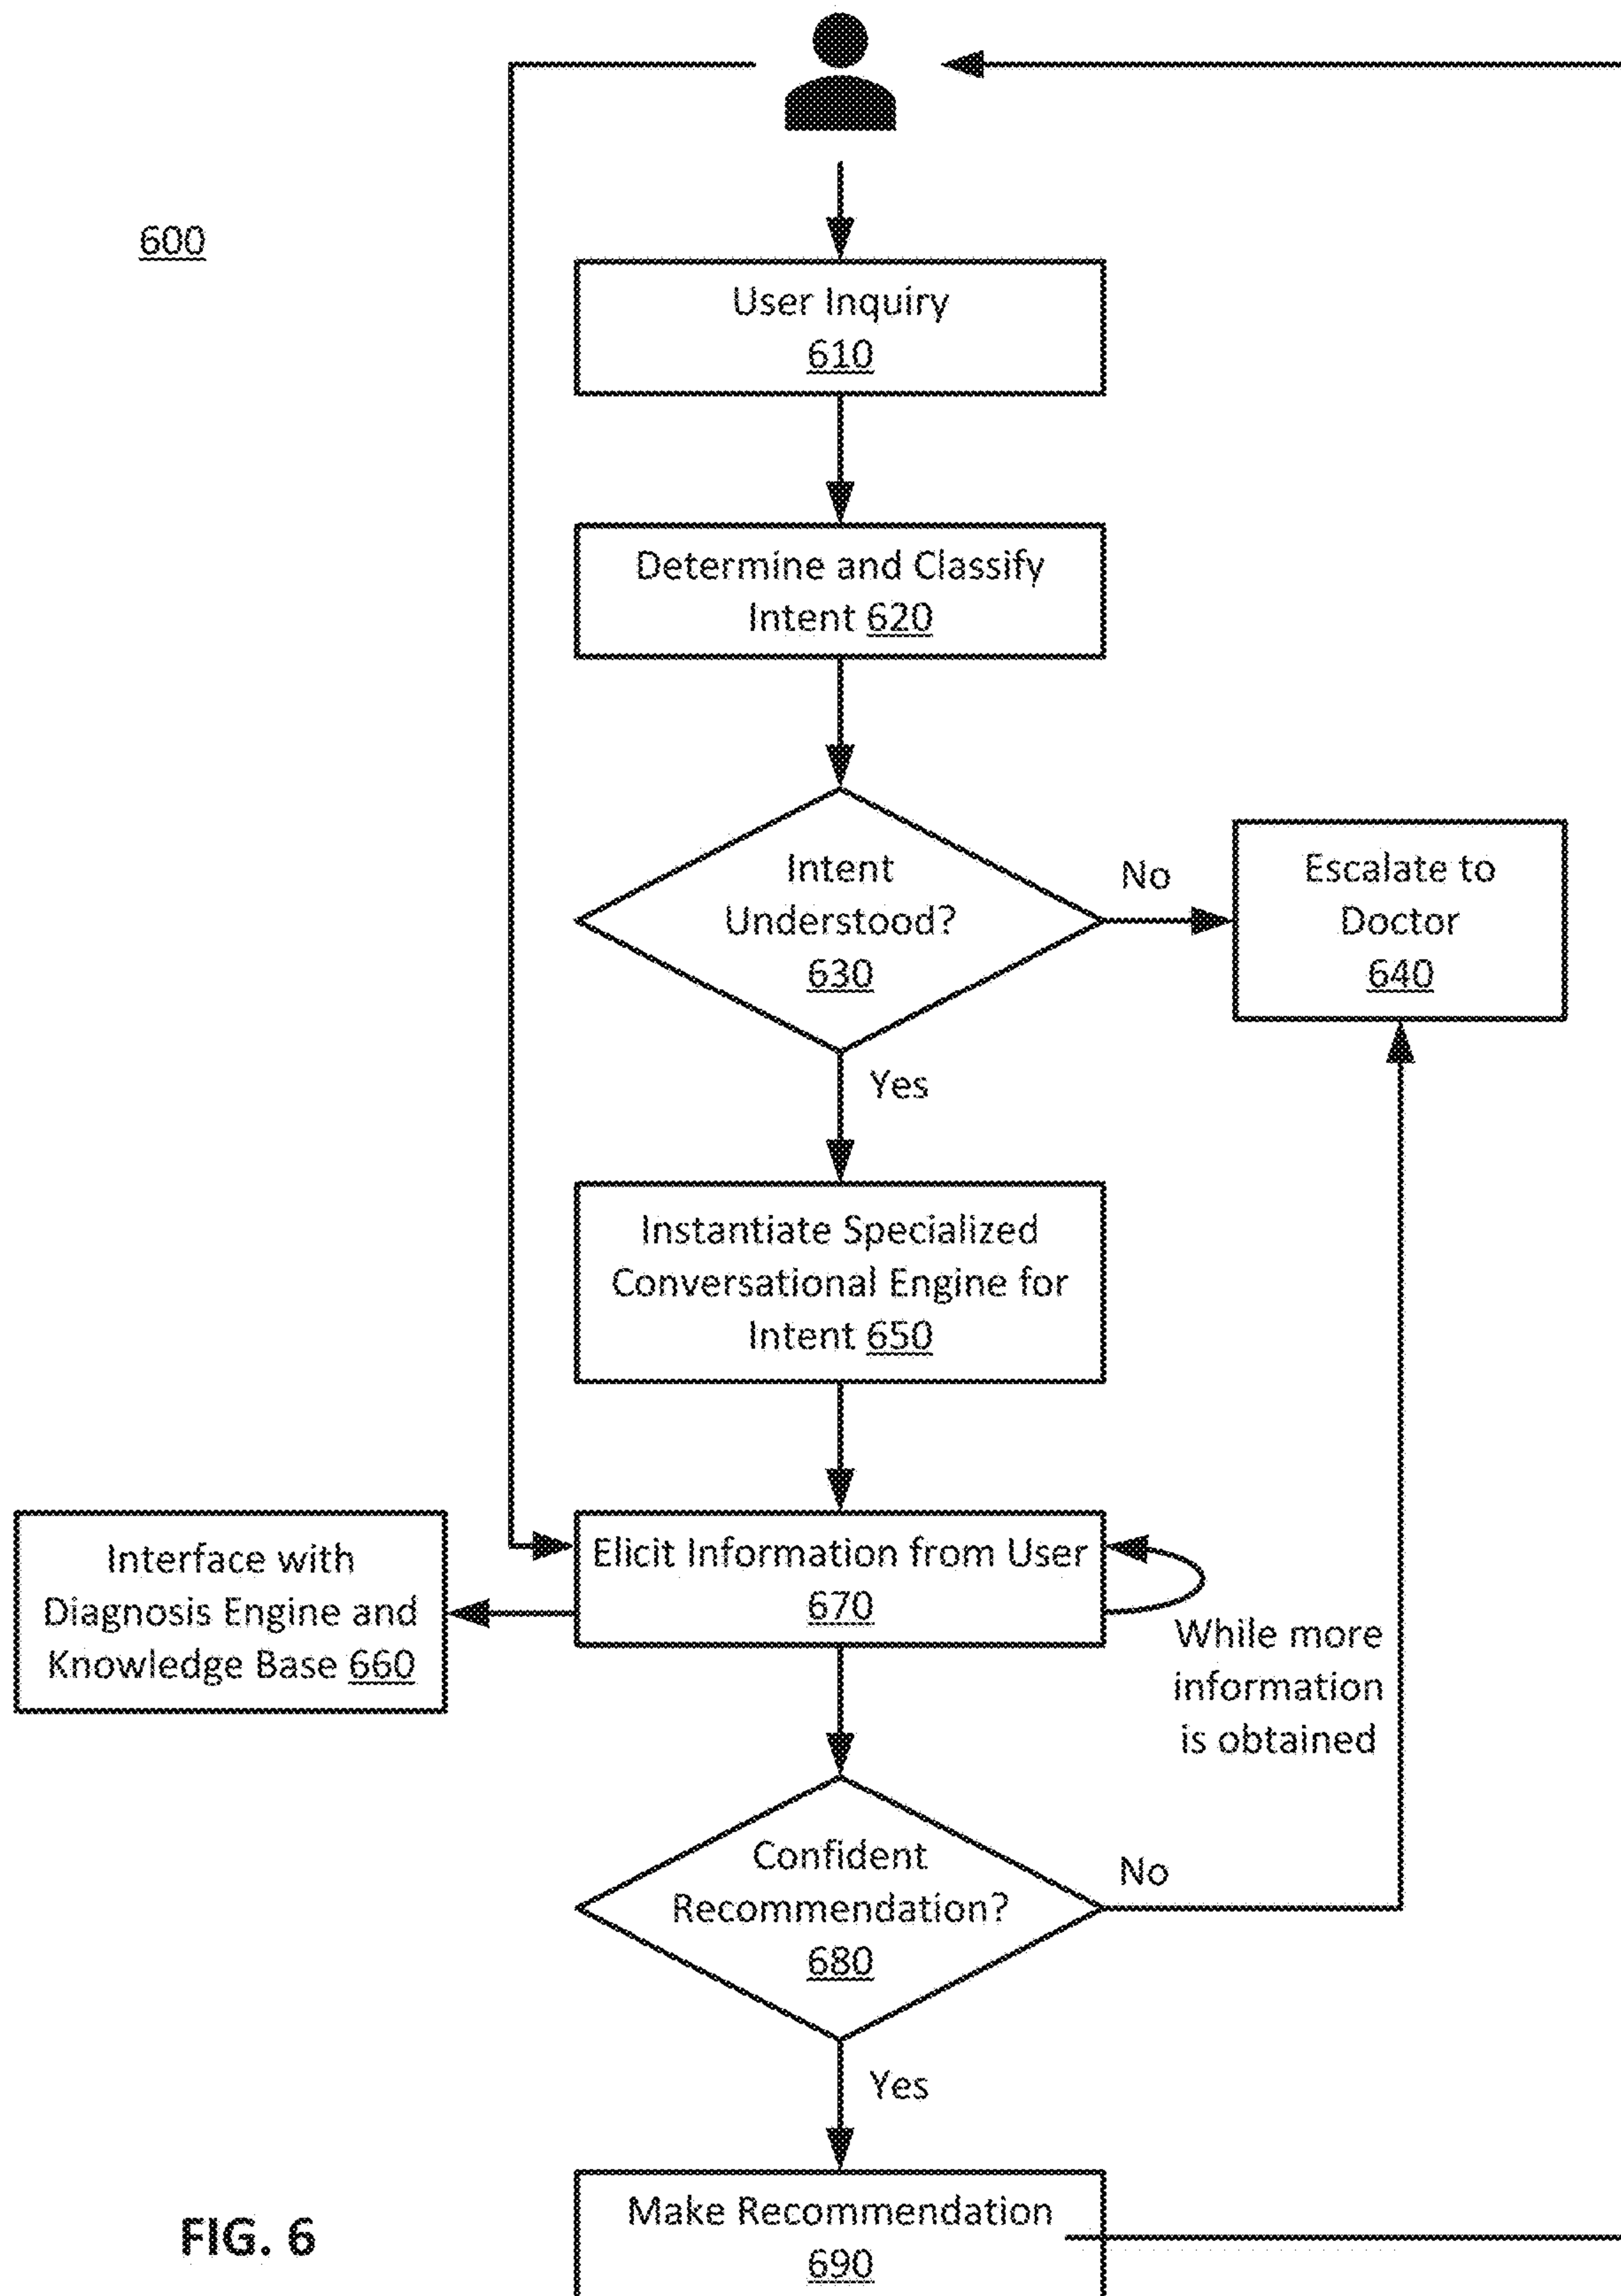 600
User Inquiry
610
Determine and Classify
Intent 620
Intent
Understood?
630
No
Escalate to
Doctor
640
Yes
Instantiate Specialized
Conversational Engine for
Intent 650
Interface with
Diagnosis Engine and
Knowledge Base 660
Elicit Information from User
670
While more
information
is obtained
Confident
Recommendation?
680
No
Yes
Make Recommendation
690
FIG. 6